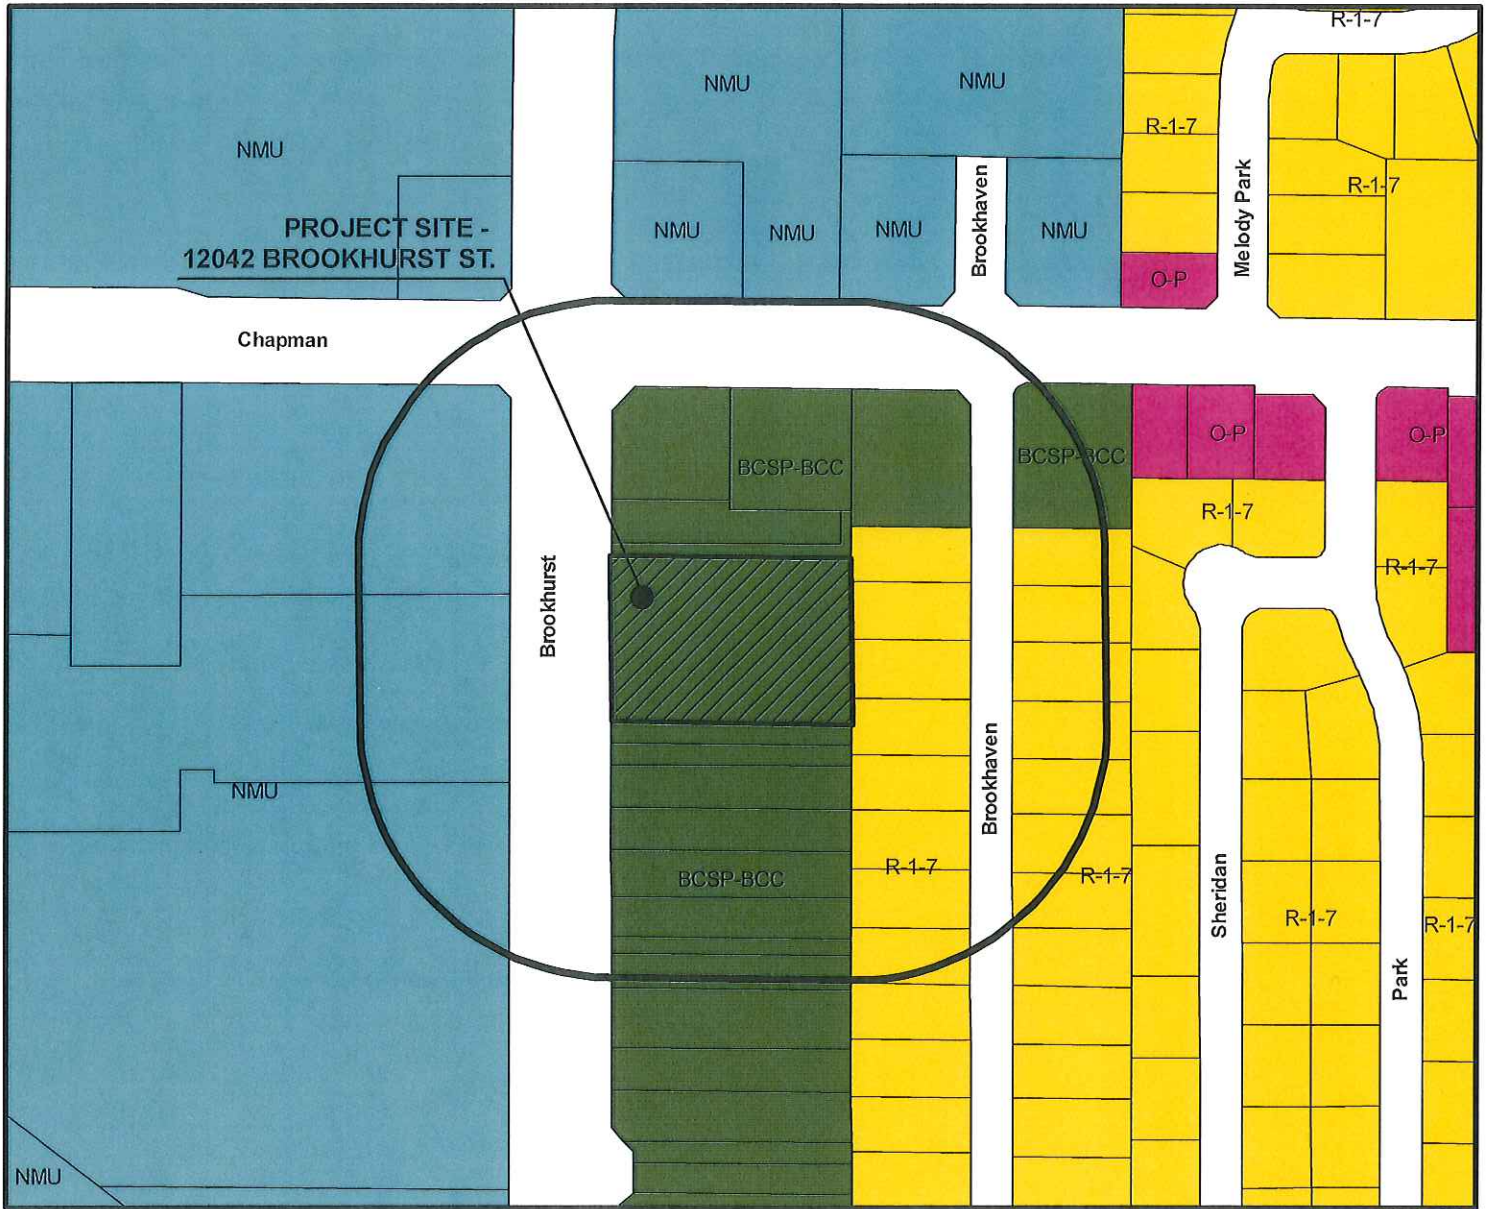 R-1-7
NMU
NMU
R-1-7
NMU
R-1-7
Brookhaven
Melody Park
PROJECT SITE -
12042 BROOKHURST ST.
NMU
NMU
NMU
NMU
O-P
Chapman
BCSP-BCC
BCSP-BCC
O-P
O-P
R-1-7
R-1-7
Brookhurst
Brookhaven
NMU
BCSP-BCC
R-1-7
R-1-7
Sheridan
R-1-7
R-1-7
Park
NMU